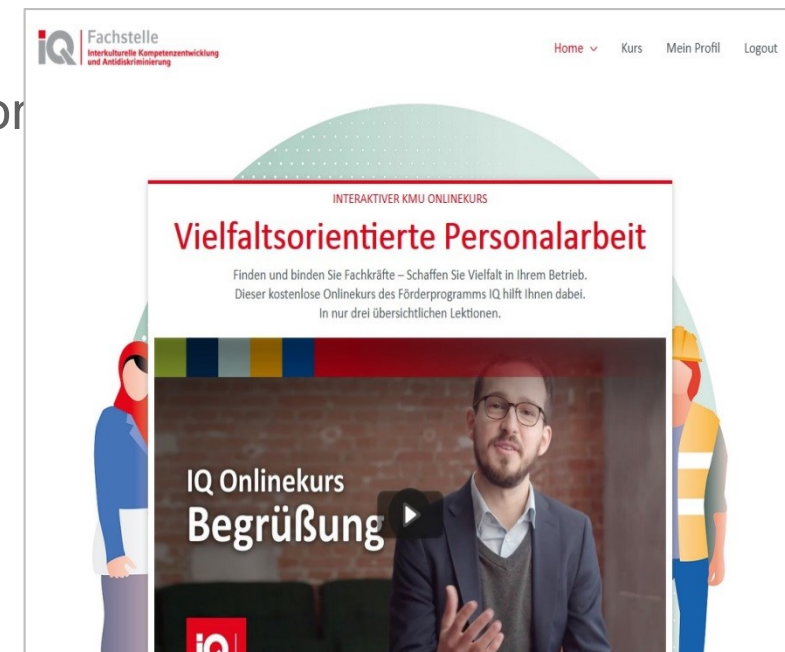 Fachstelle
Interkulturelle Kompetenzentwicklung
und Antidiskriminierung
Home Kurs Mein Profil Logout
or
INTERAKTIVER KMU ONLINEKURS
Vielfaltsorientierte Personalarbeit
Finden und binden Sie Fachkräfte – Schaffen Sie Vielfalt in Ihrem Betrieb.
Dieser kostenlose Onlinekurs des Förderprogramms IQ hilft Ihnen dabei.
In nur drei übersichtlichen Lektionen.
IQ Onlinekurs
Begrüßung
iQ